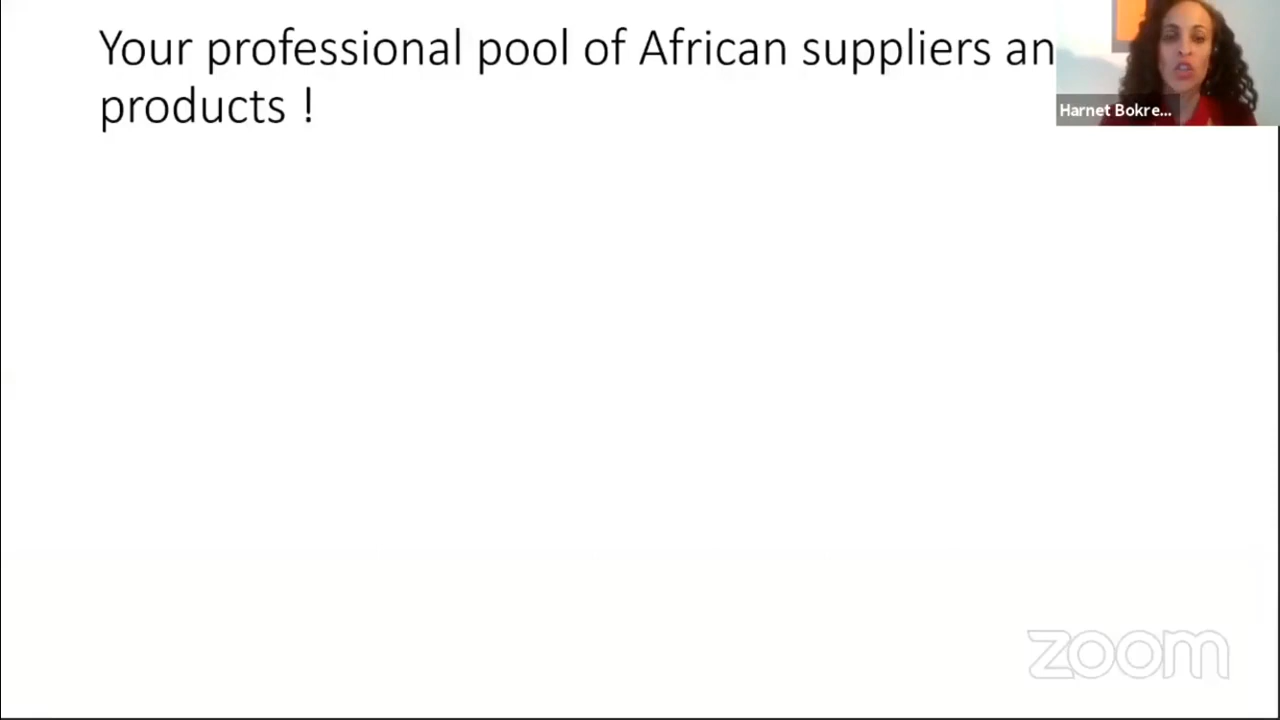 Your professional pool of African suppliers an
products !
Harnet Bokre...
zoom